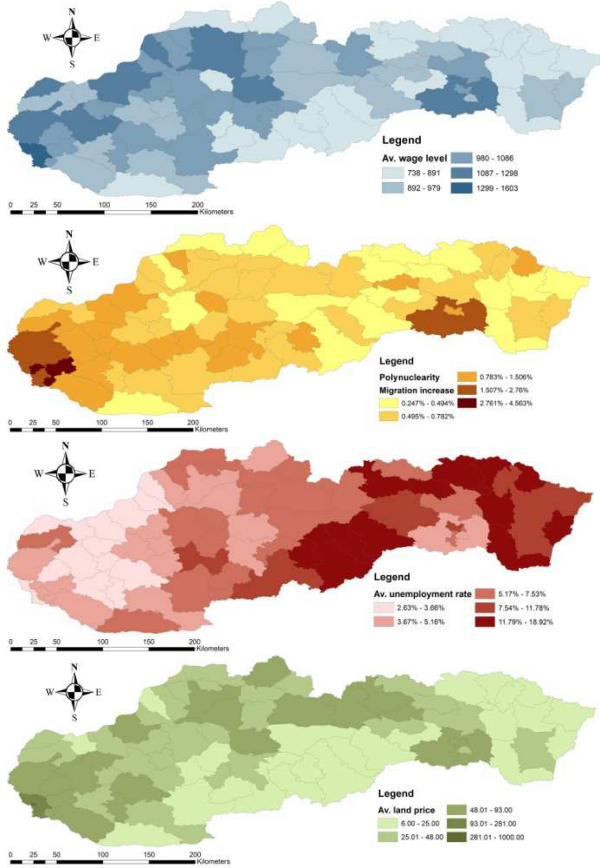 N
W E
S
Legend
Av. wage level
738 - 891
892 - 979
980 - 1086
1087 - 1298
1299 - 1603
0 25 50 100 150 200
Kilometers
N
W E
S
Legend
Polynuclearity
Migration increase
0.247% - 0.494%
0.495% - 0.782%
0.783% - 1.506%
1.507% - 2.76%
2.761% - 4.563%
0 25 50 100 150 200
Kilometers
N
W E
S
Legend
Av. unemployment rate
2.63% - 3.66%
3.67% - 5.16%
5.17% - 7.53%
7.54% - 11.78%
11.79% - 18.92%
0 25 50 100 150 200
Kilometers
N
W E
S
Legend
Av. land price
6.00 - 25.00
25.01 - 48.00
48.01 - 93.00
93.01 - 281.00
281.01 - 1000.00
0 25 50 100 150 200
Kilometers